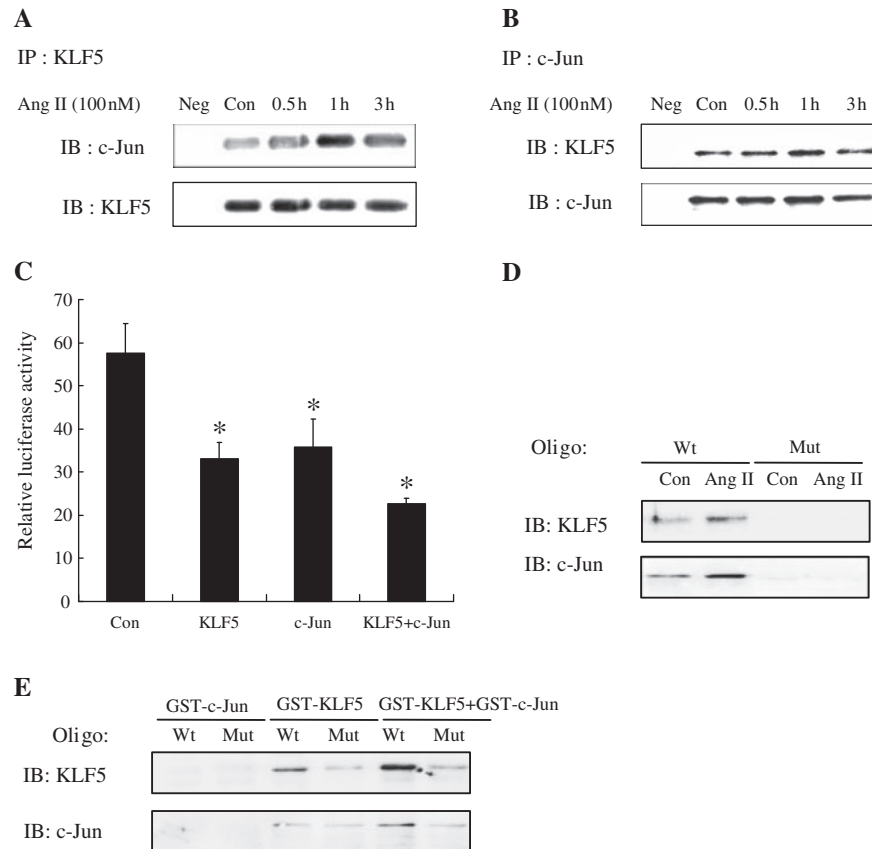 A
IP : KLF5
Ang II (100nM) Neg Con 0.5h 1h 3h
IB : c-Jun
IB : KLF5
B
IP : c-Jun
Ang II (100nM) Neg Con 0.5h 1h 3h
IB : KLF5
IB : c-Jun
C
Relative luciferase activity
70
60
50
40
30
20
10
0
* * *
Con KLF5 c-Jun KLF5+c-Jun
D
Oligo: Wt Mut
Con Ang II Con Ang II
IB: KLF5
IB: c-Jun
E
GST-c-Jun GST-KLF5 GST-KLF5+GST-c-Jun
Oligo: Wt Mut Wt Mut Wt Mut
IB: KLF5
IB: c-Jun